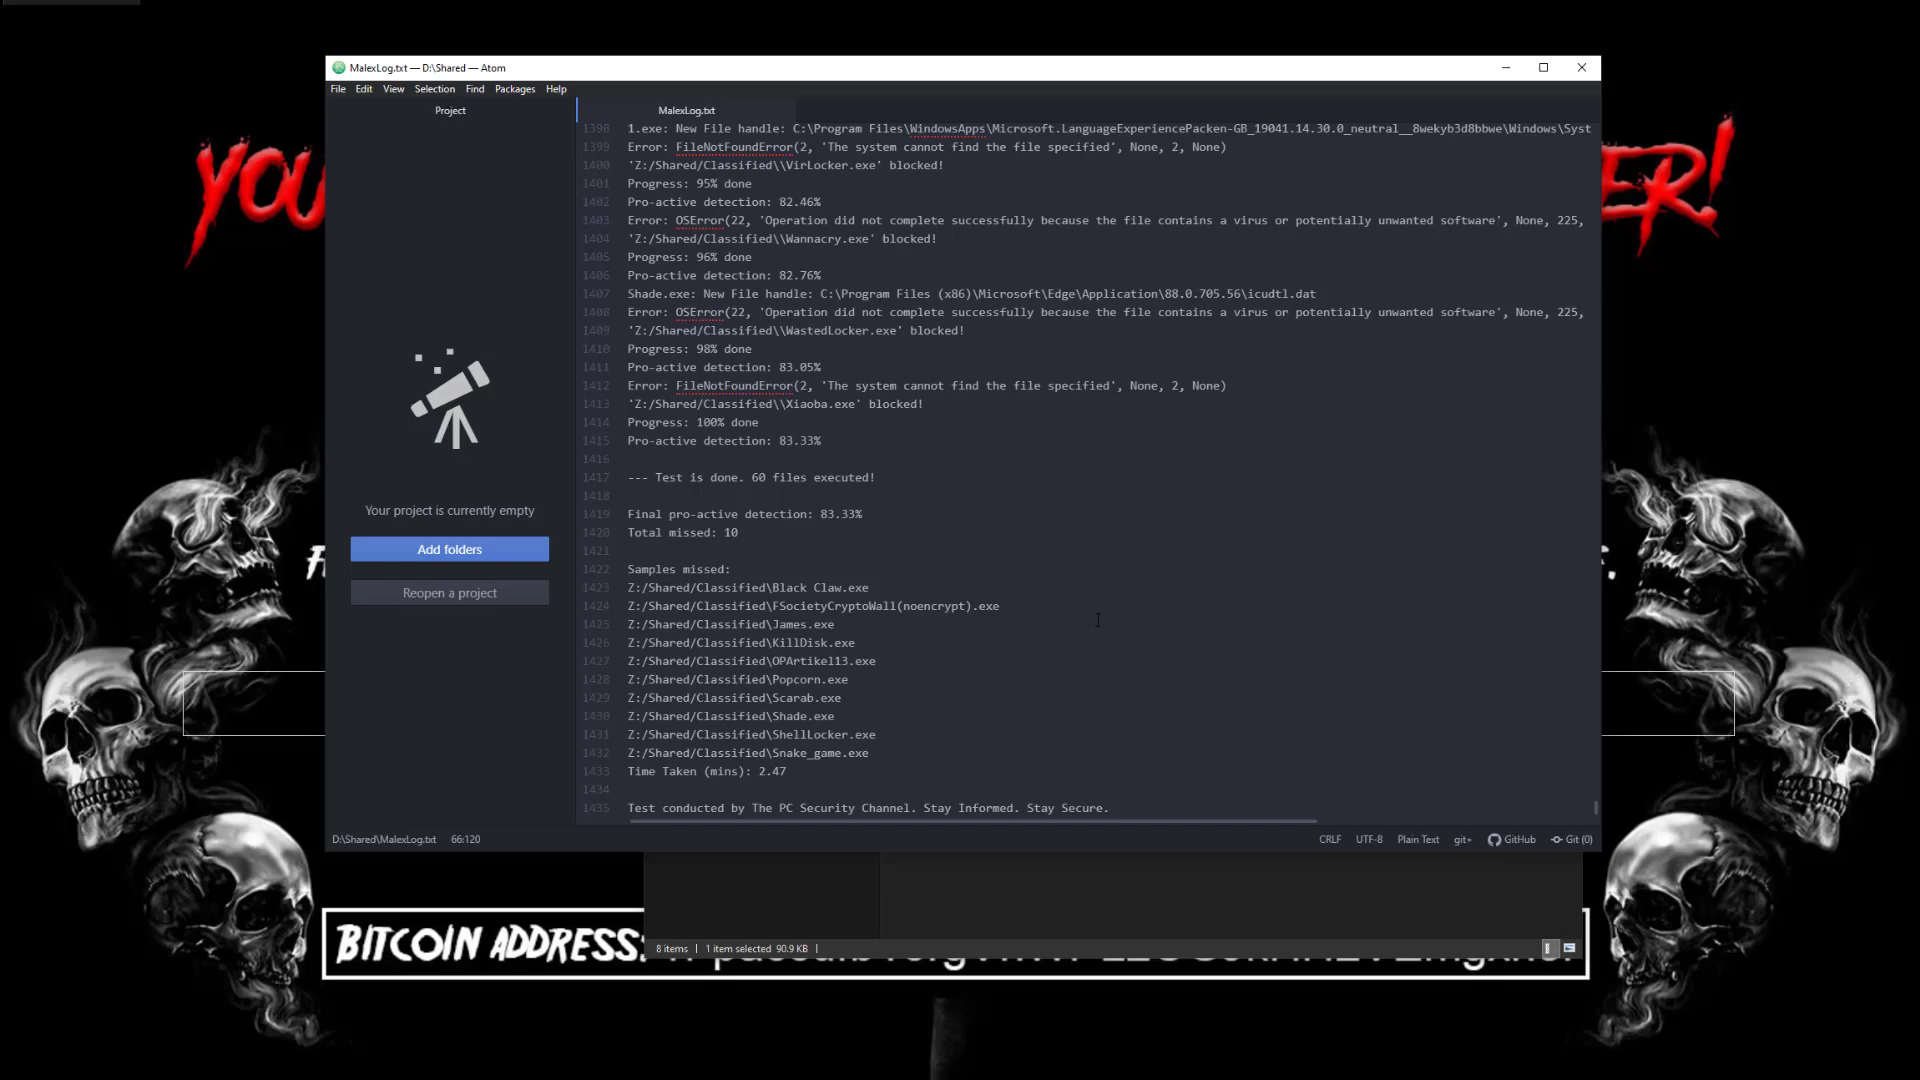 YOU
ER!
MalexLog.txt — D:\Shared — Atom
File Edit View Selection Find Packages Help
Project
MalexLog.txt
1398 1.exe: New File handle: C:\Program Files\WindowsApps\Microsoft.LanguageExperiencePacken-GB_19041.14.30.0_neutral__8wekyb3d8bbwe\Windows\Syst
1399 Error: FileNotFoundError(2, 'The system cannot find the file specified', None, 2, None)
1400 'Z:/Shared/Classified\\VirLocker.exe' blocked!
1401 Progress: 95% done
1402 Pro-active detection: 82.46%
1403 Error: OSError(22, 'Operation did not complete successfully because the file contains a virus or potentially unwanted software', None, 225,
1404 'Z:/Shared/Classified\\Wannacry.exe' blocked!
1405 Progress: 96% done
1406 Pro-active detection: 82.76%
1407 Shade.exe: New File handle: C:\Program Files (x86)\Microsoft\Edge\Application\88.0.705.56\icudtl.dat
1408 Error: OSError(22, 'Operation did not complete successfully because the file contains a virus or potentially unwanted software', None, 225,
1409 'Z:/Shared/Classified\\WastedLocker.exe' blocked!
1410 Progress: 98% done
1411 Pro-active detection: 83.05%
1412 Error: FileNotFoundError(2, 'The system cannot find the file specified', None, 2, None)
1413 'Z:/Shared/Classified\\Xiaoba.exe' blocked!
1414 Progress: 100% done
1415 Pro-active detection: 83.33%
1416
1417 --- Test is done. 60 files executed!
1418
1419 Final pro-active detection: 83.33%
1420 Total missed: 10
1421
1422 Samples missed:
1423 Z:/Shared/Classified\Black Claw.exe
1424 Z:/Shared/Classified\FSocietyCryptoWall(noencrypt).exe
1425 Z:/Shared/Classified\James.exe
1426 Z:/Shared/Classified\KillDisk.exe
1427 Z:/Shared/Classified\OPArtikel13.exe
1428 Z:/Shared/Classified\Popcorn.exe
1429 Z:/Shared/Classified\Scarab.exe
1430 Z:/Shared/Classified\Shade.exe
1431 Z:/Shared/Classified\ShellLocker.exe
1432 Z:/Shared/Classified\Snake_game.exe
1433 Time Taken (mins): 2.47
1434
1435 Test conducted by The PC Security Channel. Stay Informed. Stay Secure.
Your project is currently empty
Add folders
Reopen a project
D:\Shared\MalexLog.txt 66:120
CRLF UTF-8 Plain Text git+ GitHub Git (0)
BITCOIN ADDRESS:
8 items 1 item selected 90.9 KB